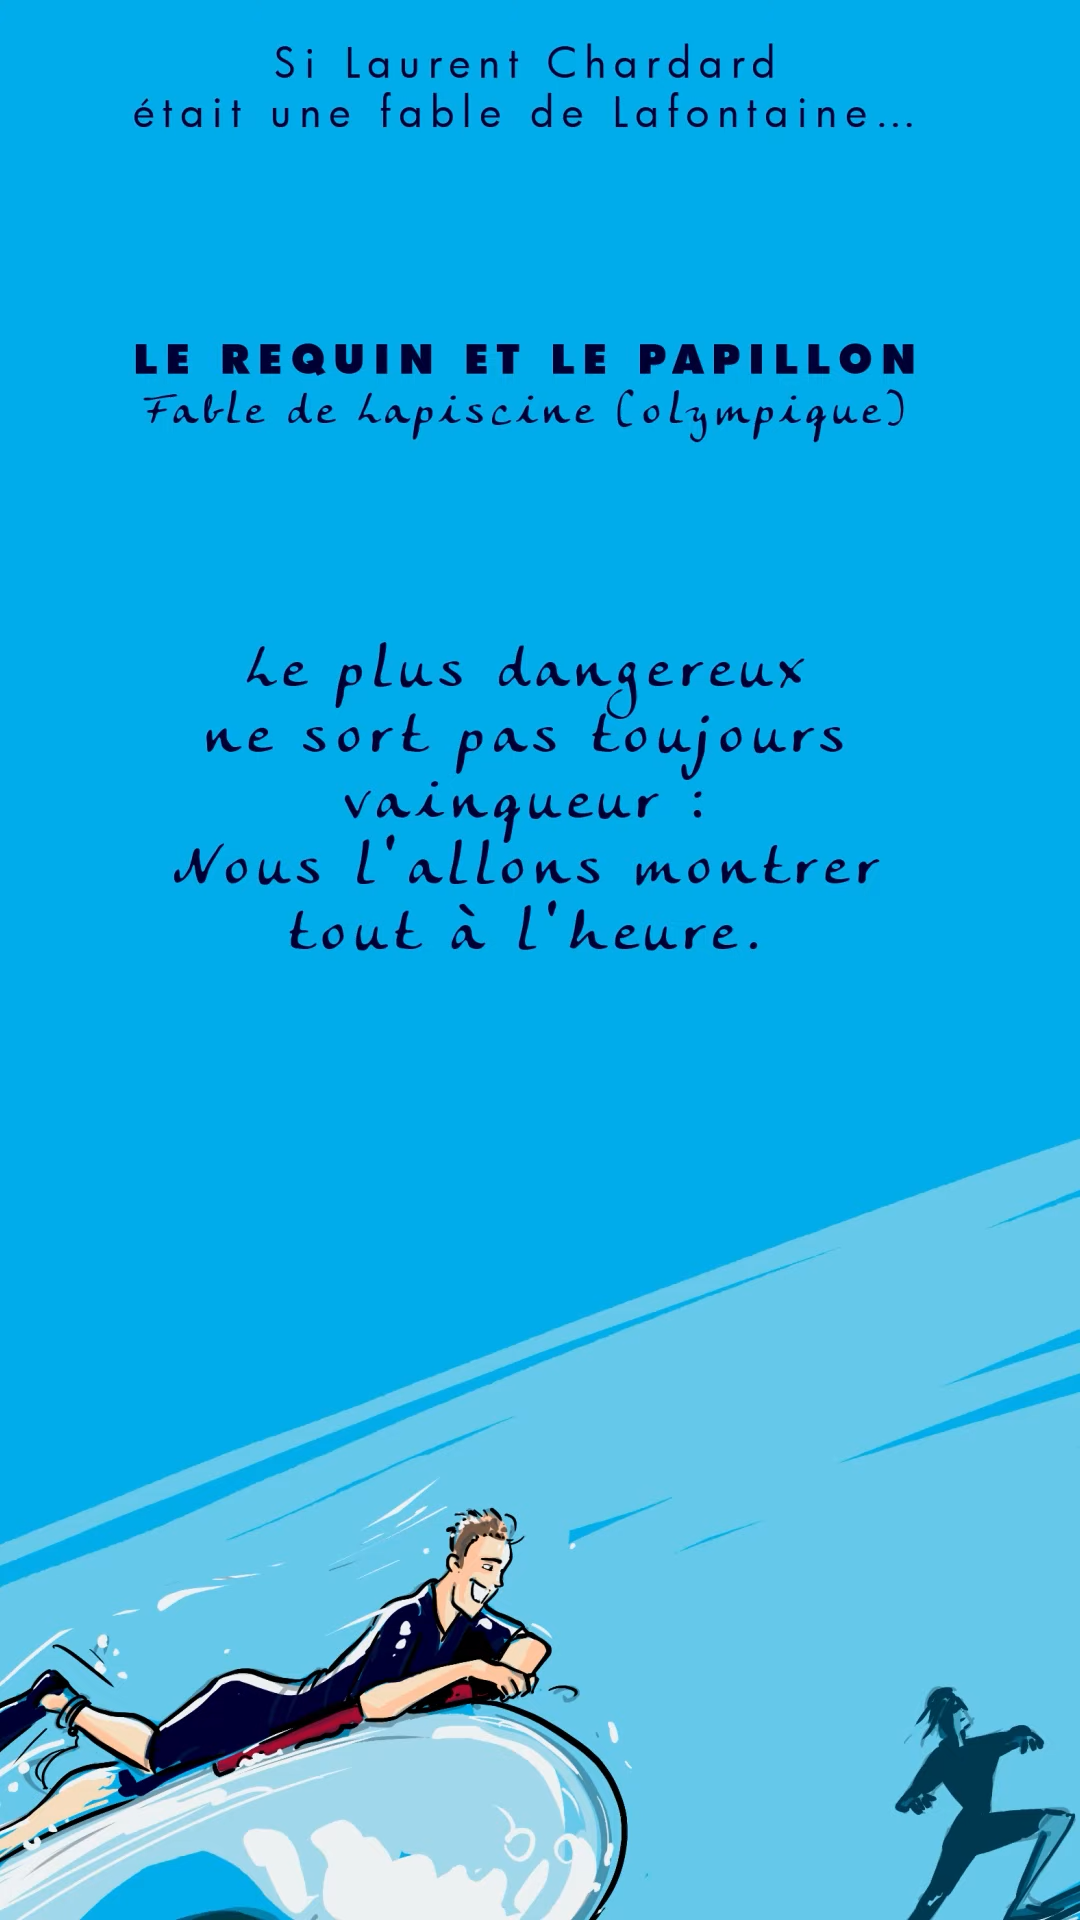 Si Laurent Chardard
était une fable de Lafontaine...
LE REQUIN ET LE PAPILLON
Fable de Lapiscine (olympique)
Le plus dangereux
ne sort pas toujours
vainqueur :
Nous l'allons montrer
tout à l'heure.